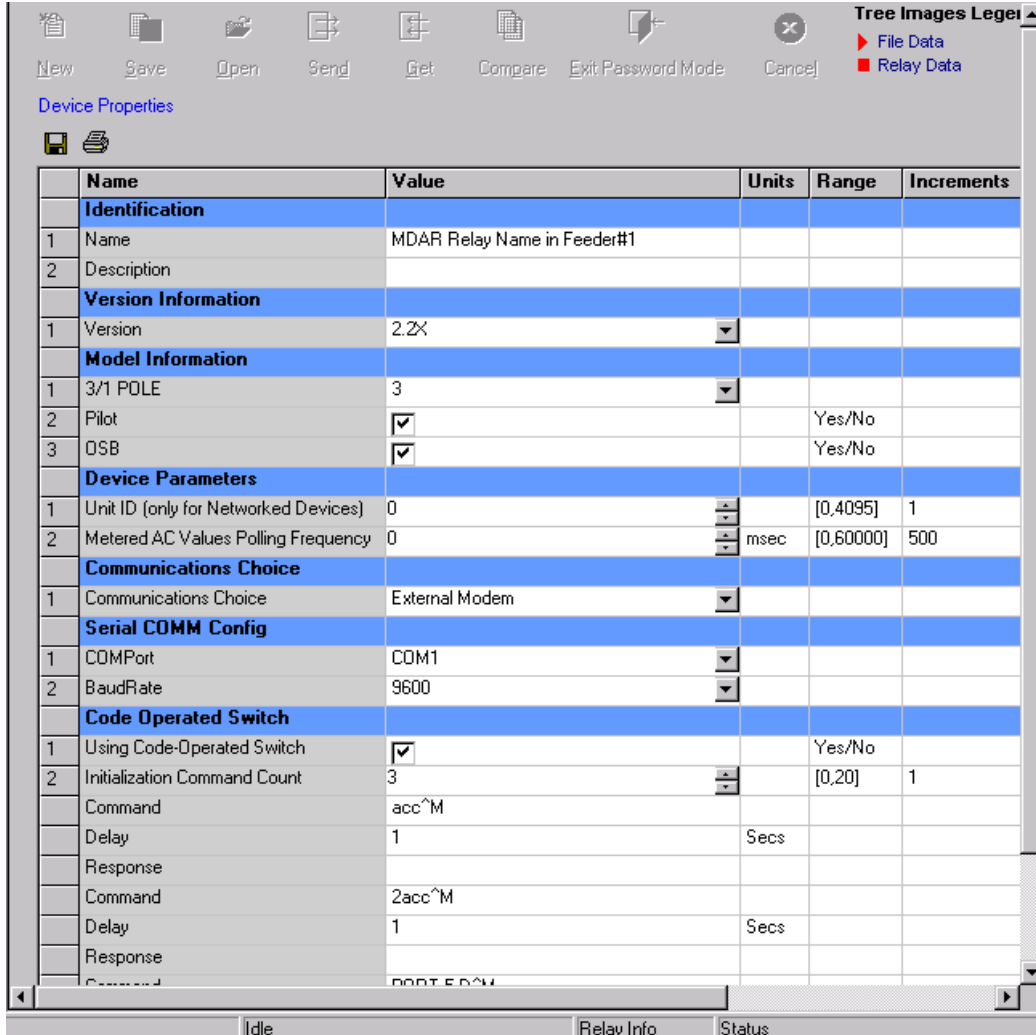 Tree Images Leger
File Data
Relay Data
New Save Open Send Get Compare Exit Password Mode Cancel
Device Properties
Name Value Units Range Increments
Identification
1 Name MDAR Relay Name in Feeder#1
2 Description
Version Information
1 Version 2.2X
Model Information
1 3/1 POLE 3
2 Pilot Yes/No
3 OSB Yes/No
Device Parameters
1 Unit ID (only for Networked Devices) 0 [0,4095] 1
2 Metered AC Values Polling Frequency 0 msec [0,60000] 500
Communications Choice
1 Communications Choice External Modem
Serial COMM Config
1 COMPort COM1
2 BaudRate 9600
Code Operated Switch
1 Using Code-Operated Switch Yes/No
2 Initialization Command Count 3 [0,20] 1
Command acc^M
Delay 1 Secs
Response
Command 2acc^M
Delay 1 Secs
Response
Command
Idle Relay Info Status